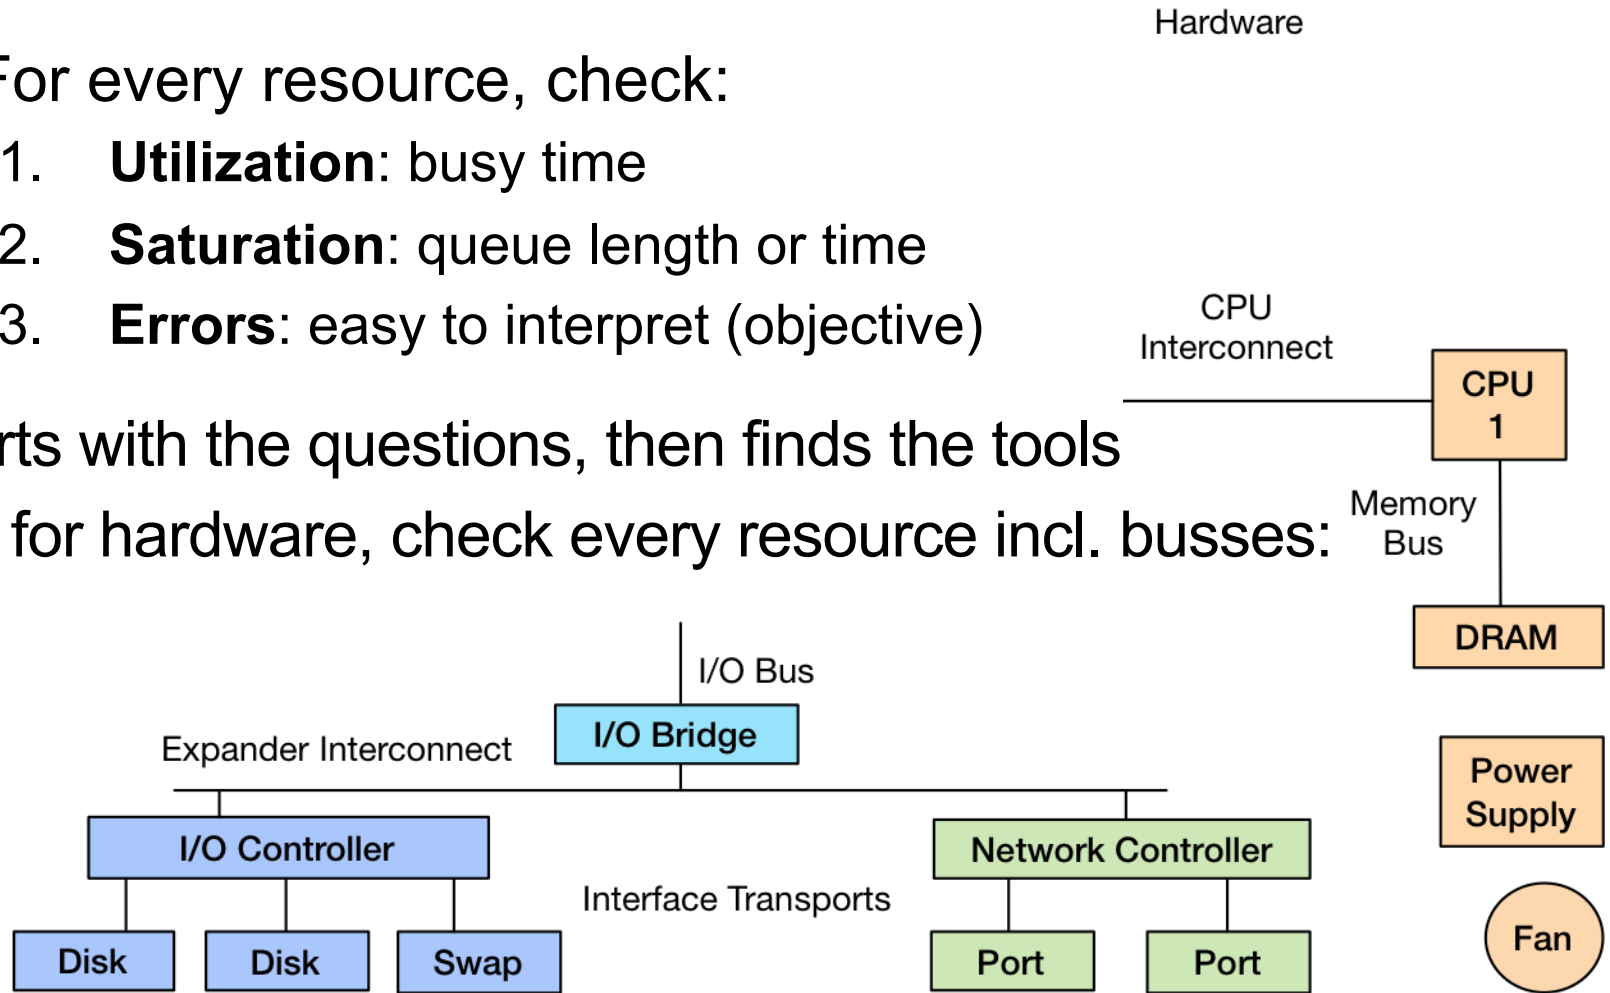 Hardware
For every resource, check:
1. Utilization: busy time
2. Saturation: queue length or time
3. Errors: easy to interpret (objective)
rts with the questions, then finds the tools
for hardware, check every resource incl. busses:
CPU
Interconnect
CPU
1
Memory
Bus
DRAM
I/O Bus
I/O Bridge
Expander Interconnect
Power
Supply
I/O Controller
Network Controller
Interface Transports
Fan
Disk
Disk
Swap
Port
Port